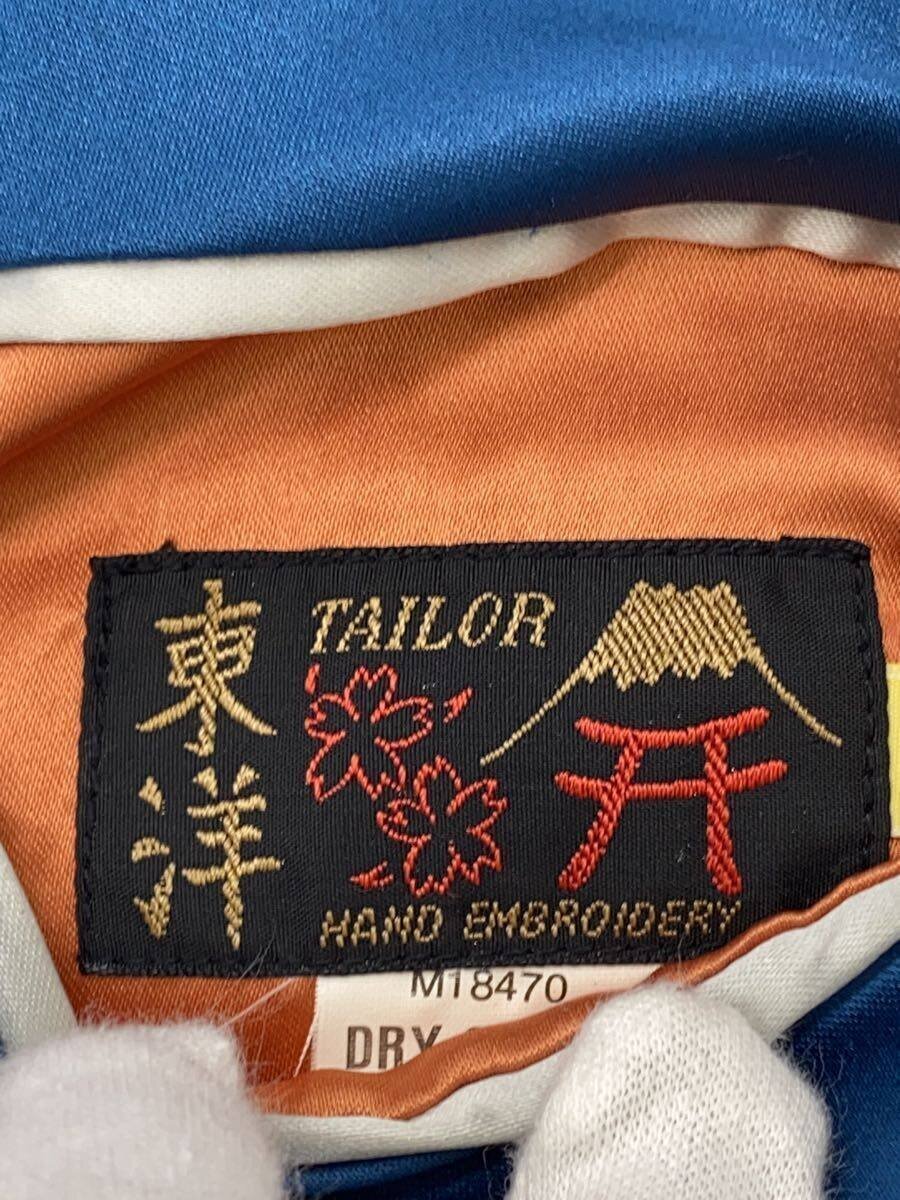 東洋
TAILOR
HAND EMBROIDERY
M18470
DRY